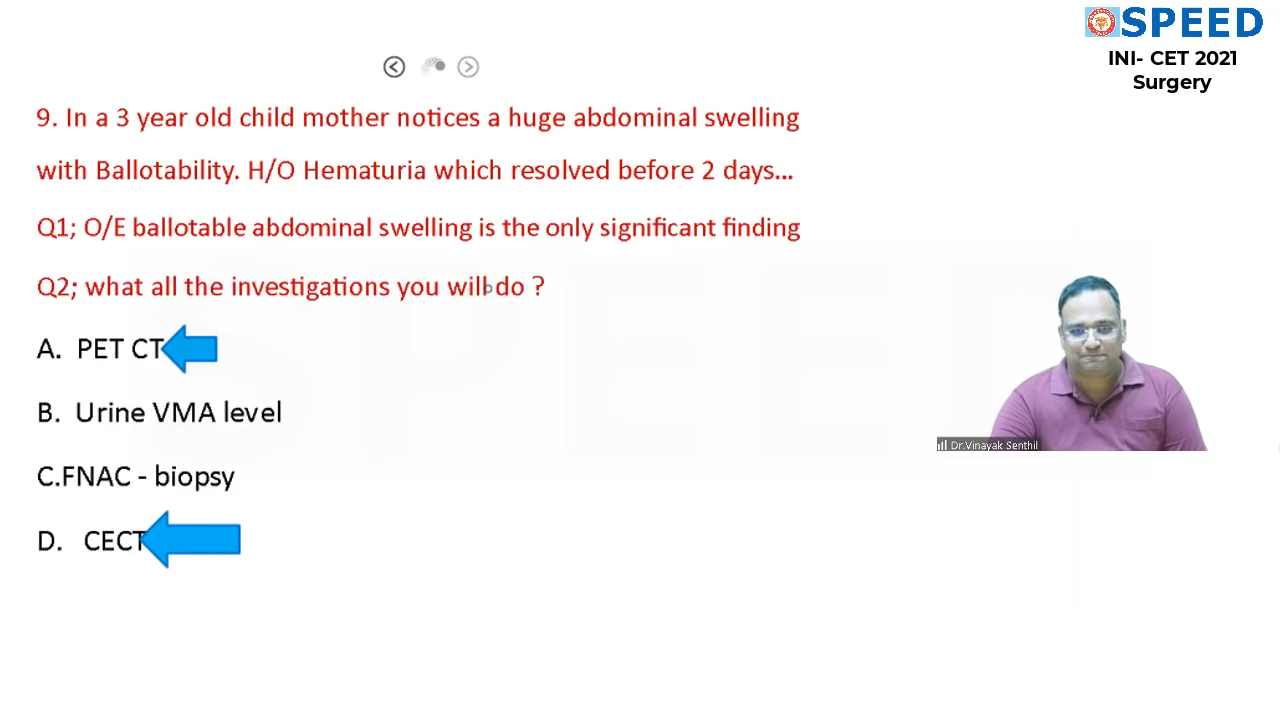 SPEED
INI- CET 2021
Surgery
9. In a 3 year old child mother notices a huge abdominal swelling
with Ballotability. H/O Hematuria which resolved before 2 days...
Q1; O/E ballotable abdominal swelling is the only significant finding
Q2; what all the investigations you will do ?
A. PET CT
B. Urine VMA level
C.FNAC - biopsy
D. CECT
Dr.Vinayak Senthil